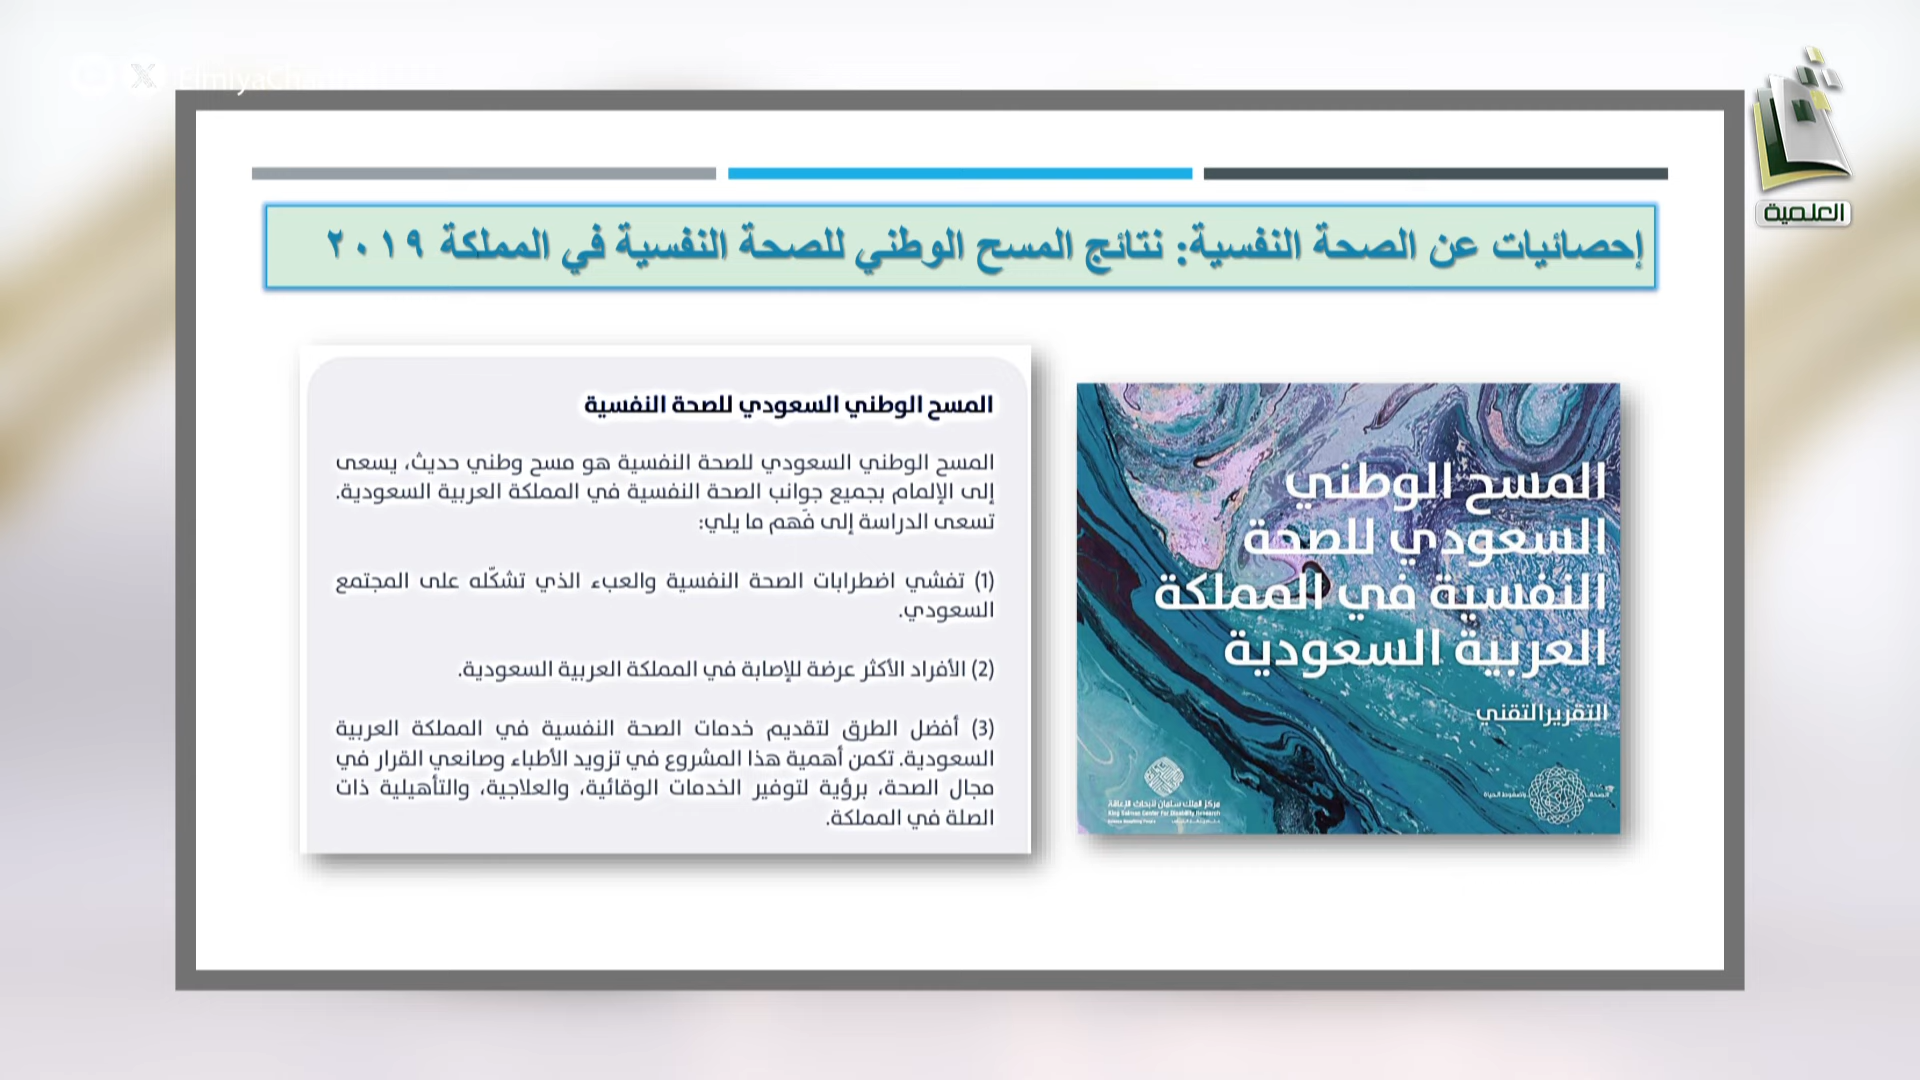 العلمية
إحصائيات عن الصحة النفسية: نتائج المسح الوطني للصحة النفسية في المملكة ٢٠١٩
المسح الوطني
السعودي للصحة
النفسية في المملكة
العربية السعودية
التقرير التقني
مركز الملك سلمان لأبحاث الإعاقة
King Salman Center For Disability Research
الصحة وضغوط الحياة
المسح الوطني السعودي للصحة النفسية
المسح الوطني السعودي للصحة النفسية هو مسح وطني حديث، يسعى
إلى الإلمام بجميع جوانب الصحة النفسية في المملكة العربية السعودية.
تسعى الدراسة إلى فَهم ما يلي:
(1) تفشي اضطرابات الصحة النفسية والعبء الذي تشكّله على المجتمع
السعودي.
(2) الأفراد الأكثر عرضة للإصابة في المملكة العربية السعودية.
(3) أفضل الطرق لتقديم خدمات الصحة النفسية في المملكة العربية
السعودية. تكمن أهمية هذا المشروع في تزويد الأطباء وصانعي القرار في
مجال الصحة، برؤية لتوفير الخدمات الوقائية، والعلاجية، والتأهيلية ذات
الصلة في المملكة.